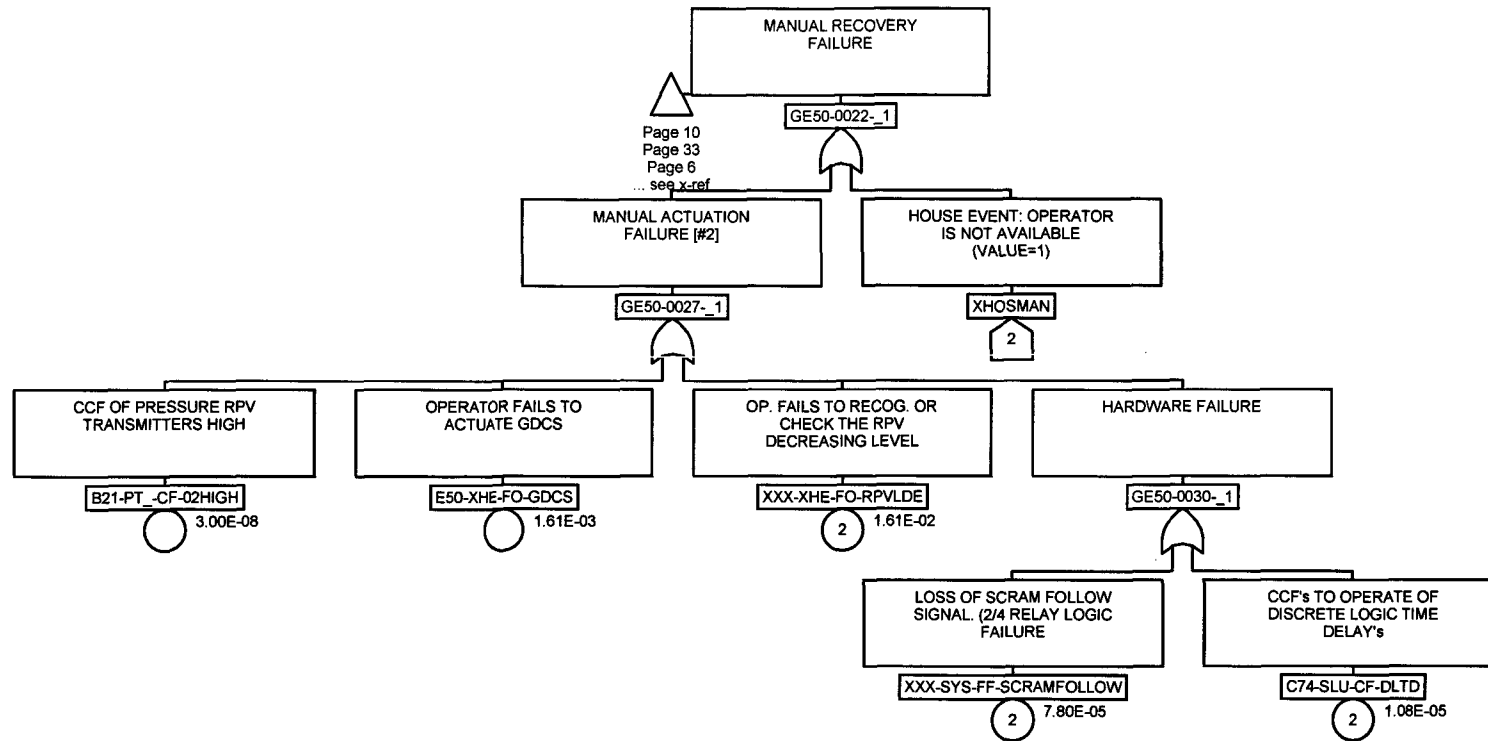 MANUAL RECOVERY
FAILURE
GE50-0022-_1
Page 10
Page 33
Page 6
... see x-ref
MANUAL ACTUATION
FAILURE [#2]
GE50-0027-_1
HOUSE EVENT: OPERATOR
IS NOT AVAILABLE
(VALUE=1)
XHOSMAN
2
CCF OF PRESSURE RPV
TRANSMITTERS HIGH
B21-PT_-CF-02HIGH
3.00E-08
OPERATOR FAILS TO
ACTUATE GDCS
E50-XHE-FO-GDCS
1.61E-03
OP. FAILS TO RECOG. OR
CHECK THE RPV
DECREASING LEVEL
XXX-XHE-FO-RPVLDE
2
1.61E-02
HARDWARE FAILURE
GE50-0030-_1
LOSS OF SCRAM FOLLOW
SIGNAL. (2/4 RELAY LOGIC
FAILURE
XXX-SYS-FF-SCRAMFOLLOW
2
7.80E-05
CCF's TO OPERATE OF
DISCRETE LOGIC TIME
DELAY's
C74-SLU-CF-DLTD
2
1.08E-05